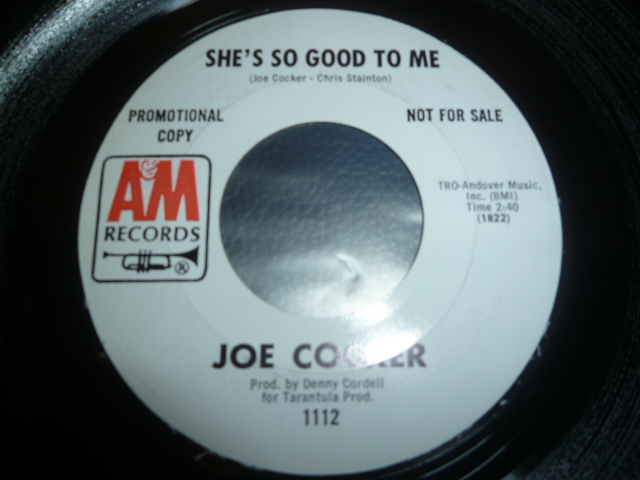 SHE'S SO GOOD TO ME
(Joe Cocker - Chris Stainton)
PROMOTIONAL
COPY
NOT FOR SALE
A&M
RECORDS
®
TRO-Andover Music,
Inc. (BMI)
Time 2:40
(1822)
JOE COCKER
Prod. by Denny Cordell
for Tarantula Prod.
1112